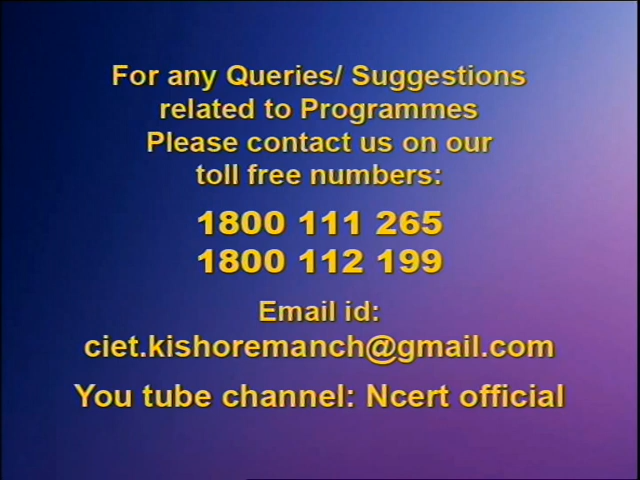 For any Queries/ Suggestions
related to Programmes
Please contact us on our
toll free numbers:
1800 111 265
1800 112 199
Email id:
ciet.kishoremanch@gmail.com
You tube channel: Ncert official